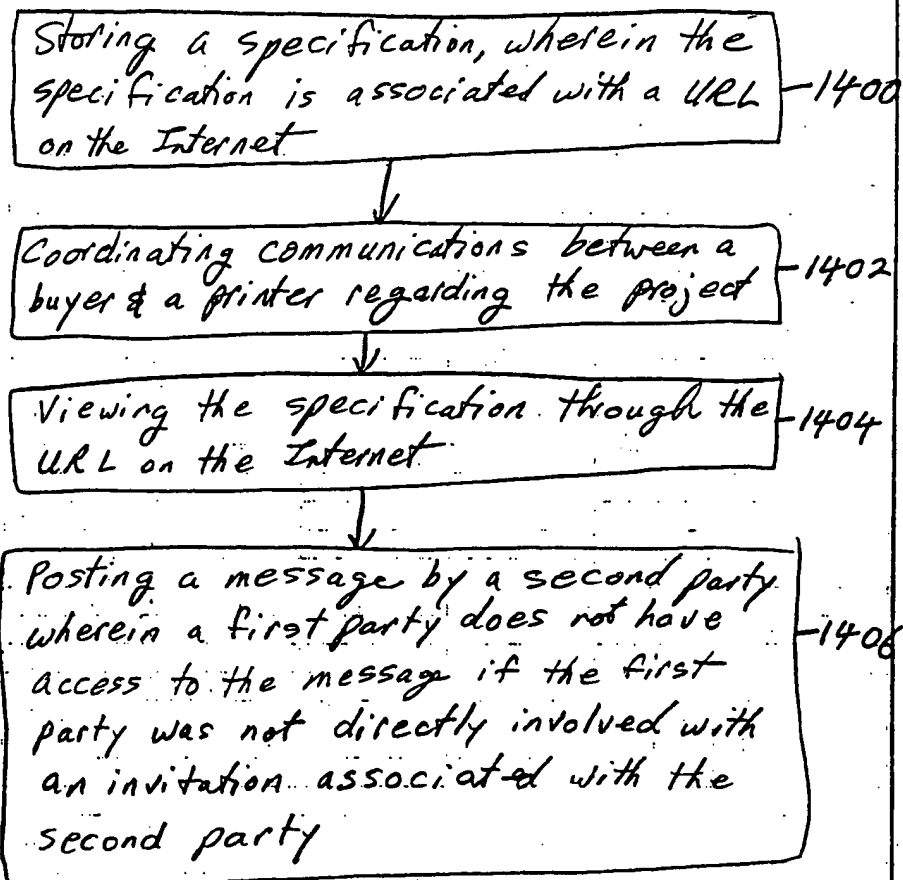 Storing a specification, wherein the
specification is associated with a URL
on the Internet
1400
Coordinating communications between a
buyer & a printer regarding the project
1402
Viewing the specification through the
URL on the Internet
1404
Posting a message by a second party
wherein a first party does not have
access to the message if the first
party was not directly involved with
an invitation associated with the
second party
1406